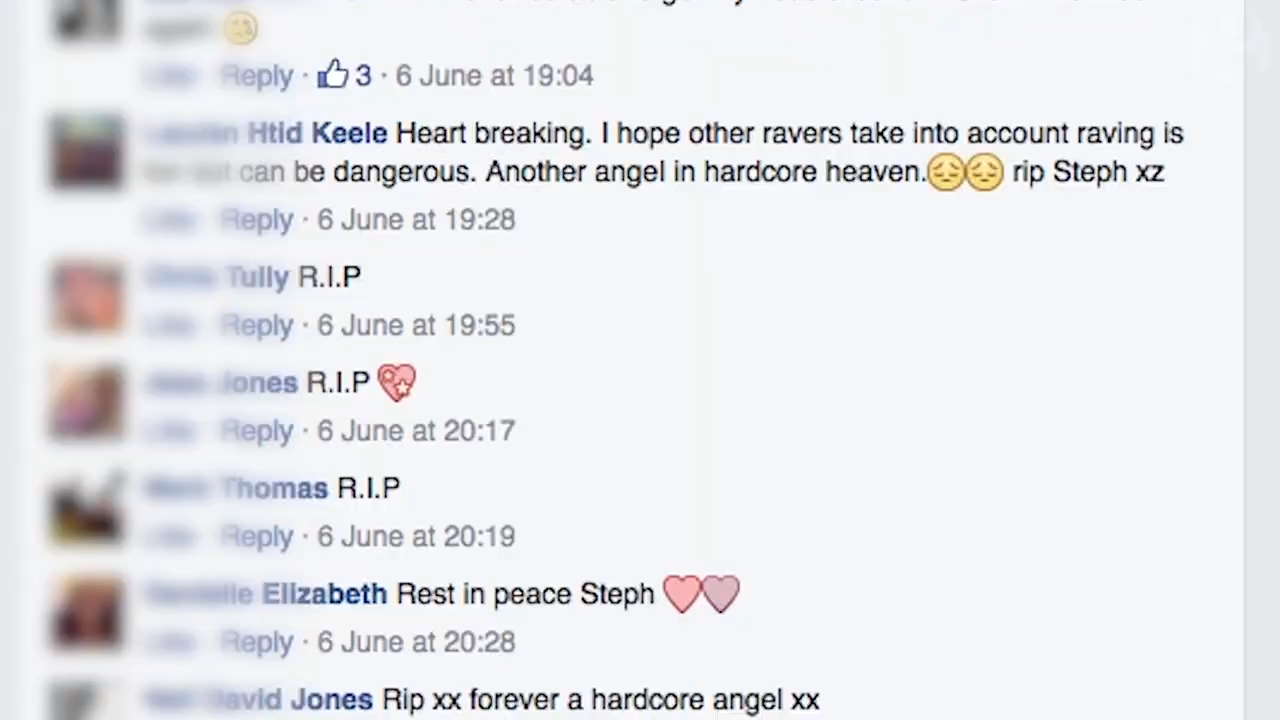 Reply · 3 · 6 June at 19:04
Htid Keele Heart breaking. I hope other ravers take into account raving is
can be dangerous. Another angel in hardcore heaven.😔😔 rip Steph xz
Reply · 6 June at 19:28
Tully R.I.P
Reply · 6 June at 19:55
Jones R.I.P 💖
Reply · 6 June at 20:17
Thomas R.I.P
Reply · 6 June at 20:19
Elizabeth Rest in peace Steph ❤️💜
Reply · 6 June at 20:28
David Jones Rip xx forever a hardcore angel xx